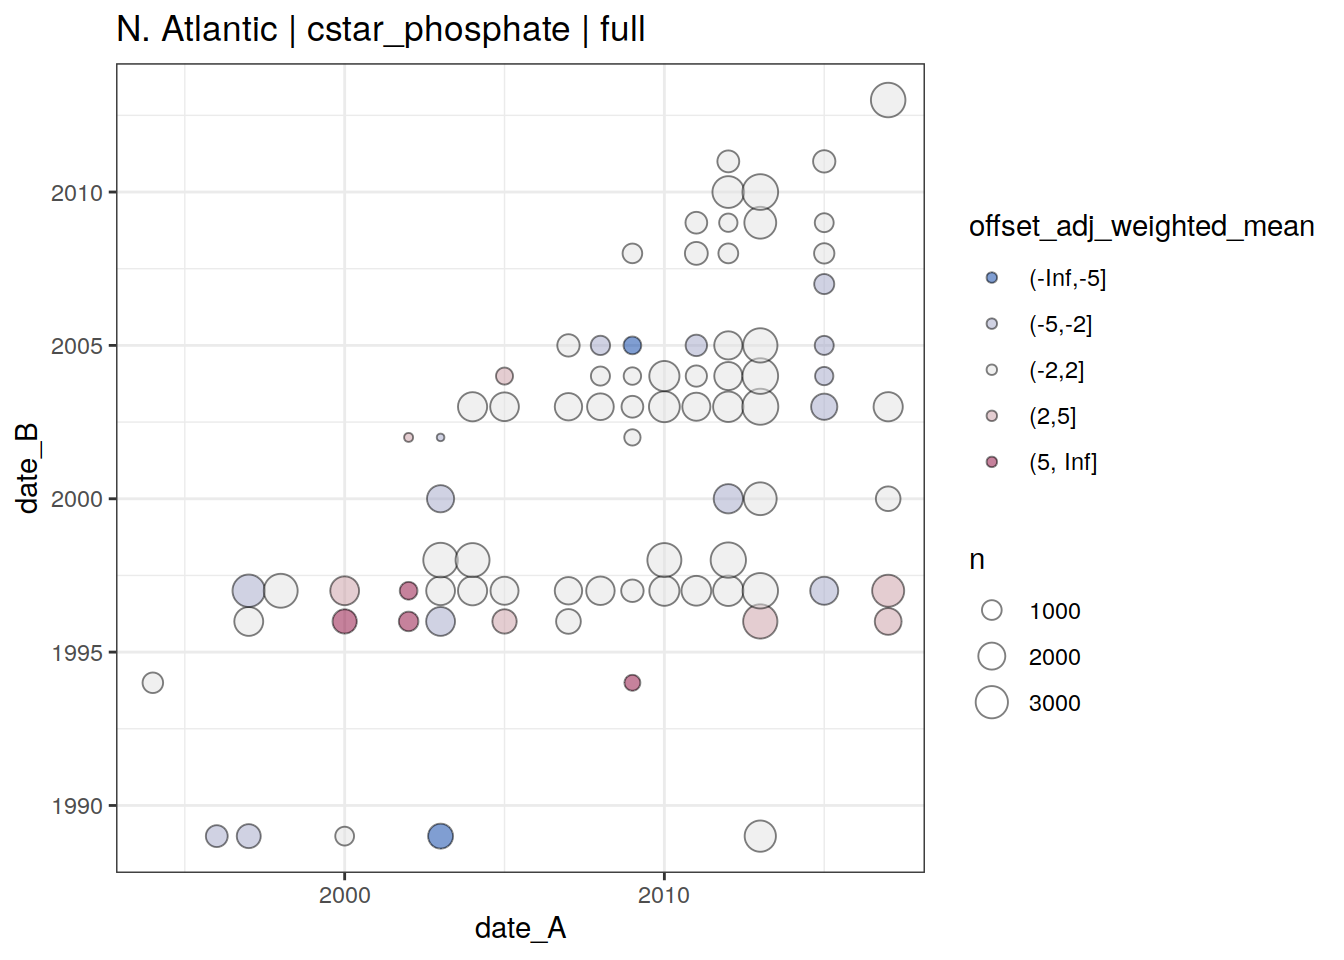 N. Atlantic | cstar_phosphate | full
date_B
2010
2005
2000
1995
1990
2000
2010
date_A
offset_adj_weighted_mean
(-Inf,-5]
(-5,-2]
(-2,2]
(2,5]
(5, Inf]
n
1000
2000
3000